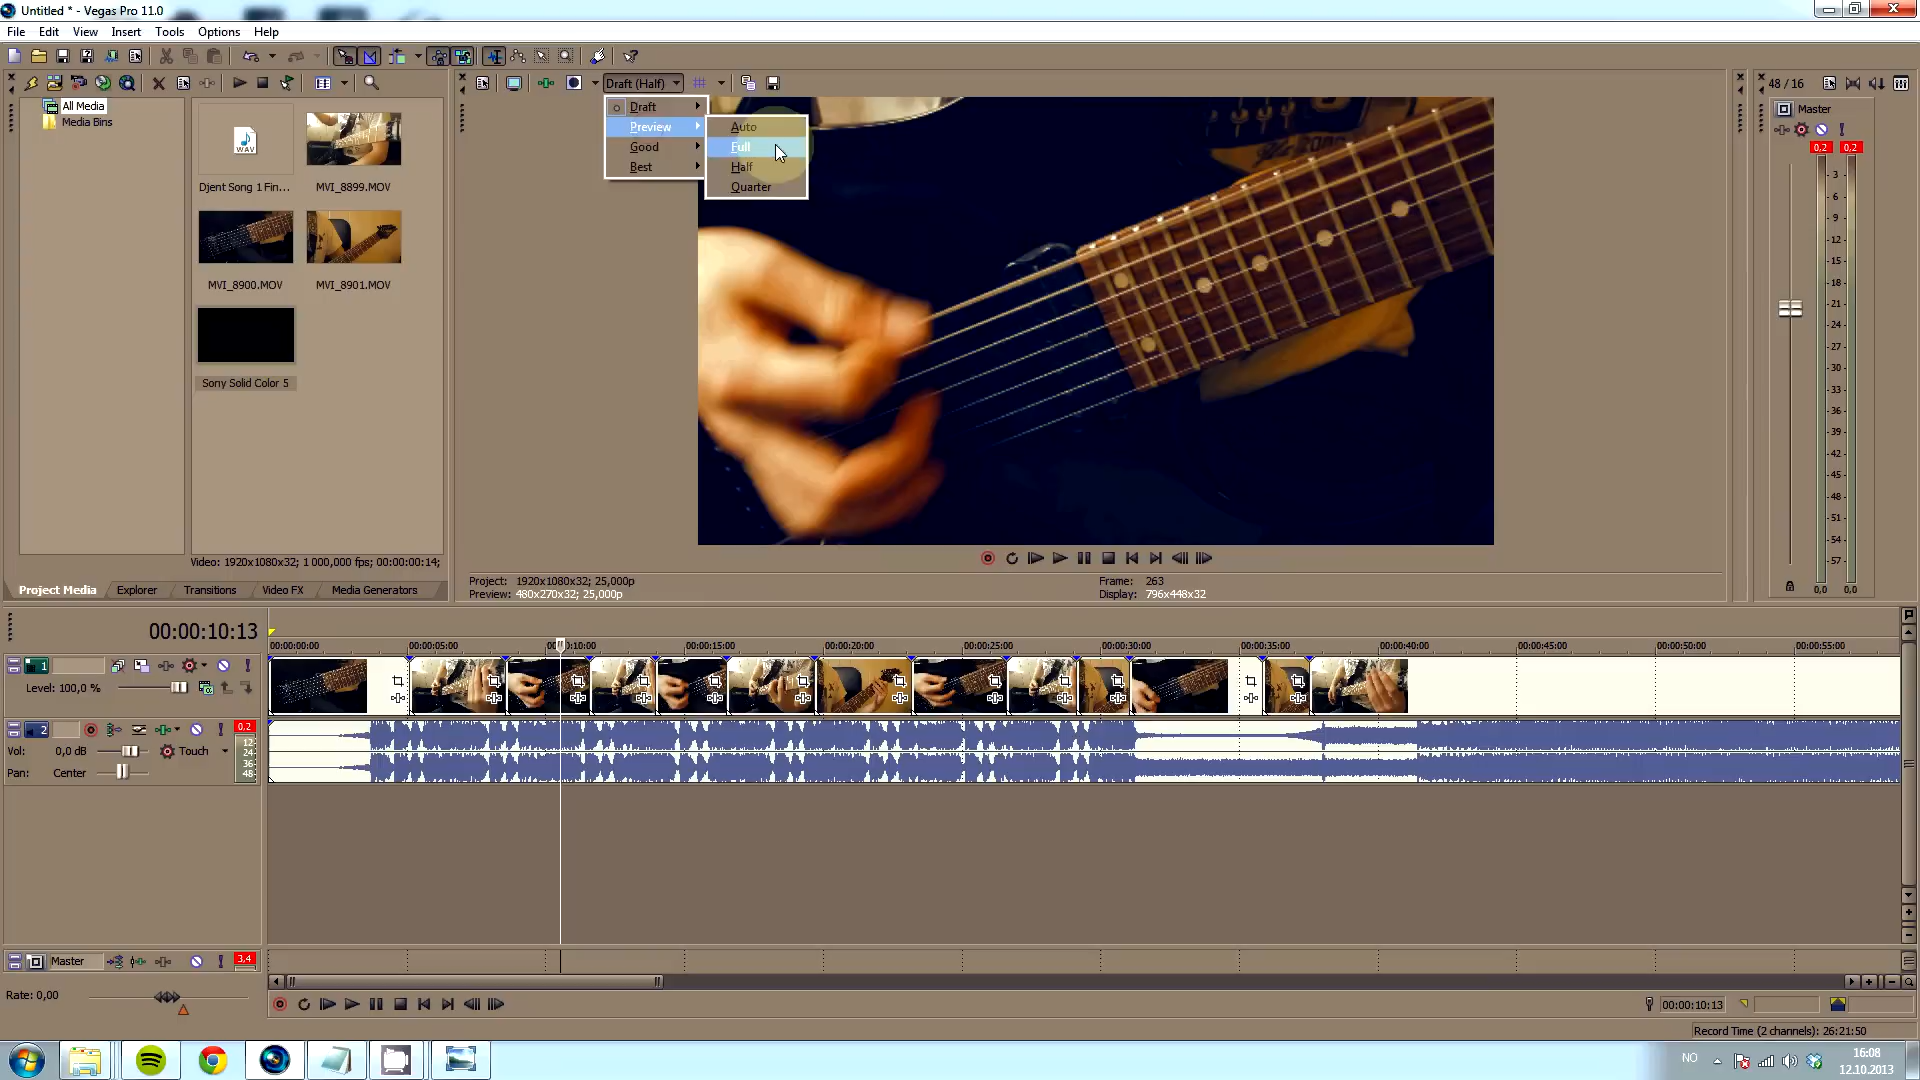 Untitled * - Vegas Pro 11.0
File Edit View Insert Tools Options Help
Draft (Half)
48 / 16
All Media
Media Bins
WAV
Djent Song 1 Fin...
MVI_8899.MOV
MVI_8900.MOV
MVI_8901.MOV
Sony Solid Color 5
Draft
Preview
Good
Best
Auto
Full
Half
Quarter
Master
0,2 0,2
3
6
9
12
15
18
21
24
27
30
33
36
39
42
45
48
51
54
57
0,0 0,0
Video: 1920x1080x32; 1 000,000 fps; 00:00:00:14;
Project Media Explorer Transitions Video FX Media Generators
Project: 1920x1080x32; 25,000p
Preview: 480x270x32; 25,000p
Frame: 263
Display: 796x448x32
00:00:10:13
00:00:00:00 00:00:05:00 00:00:10:00 00:00:15:00 00:00:20:00 00:00:25:00 00:00:30:00 00:00:35:00 00:00:40:00 00:00:50:00 00:00:55:00
1
Level: 100,0 %
2
0,2
Vol: 0,0 dB Touch
Pan: Center
12
24
36
48
Master 3,4
Rate: 0,00
00:00:10:13
Record Time (2 channels): 26:21:50
NO
16:08
12.10.2013